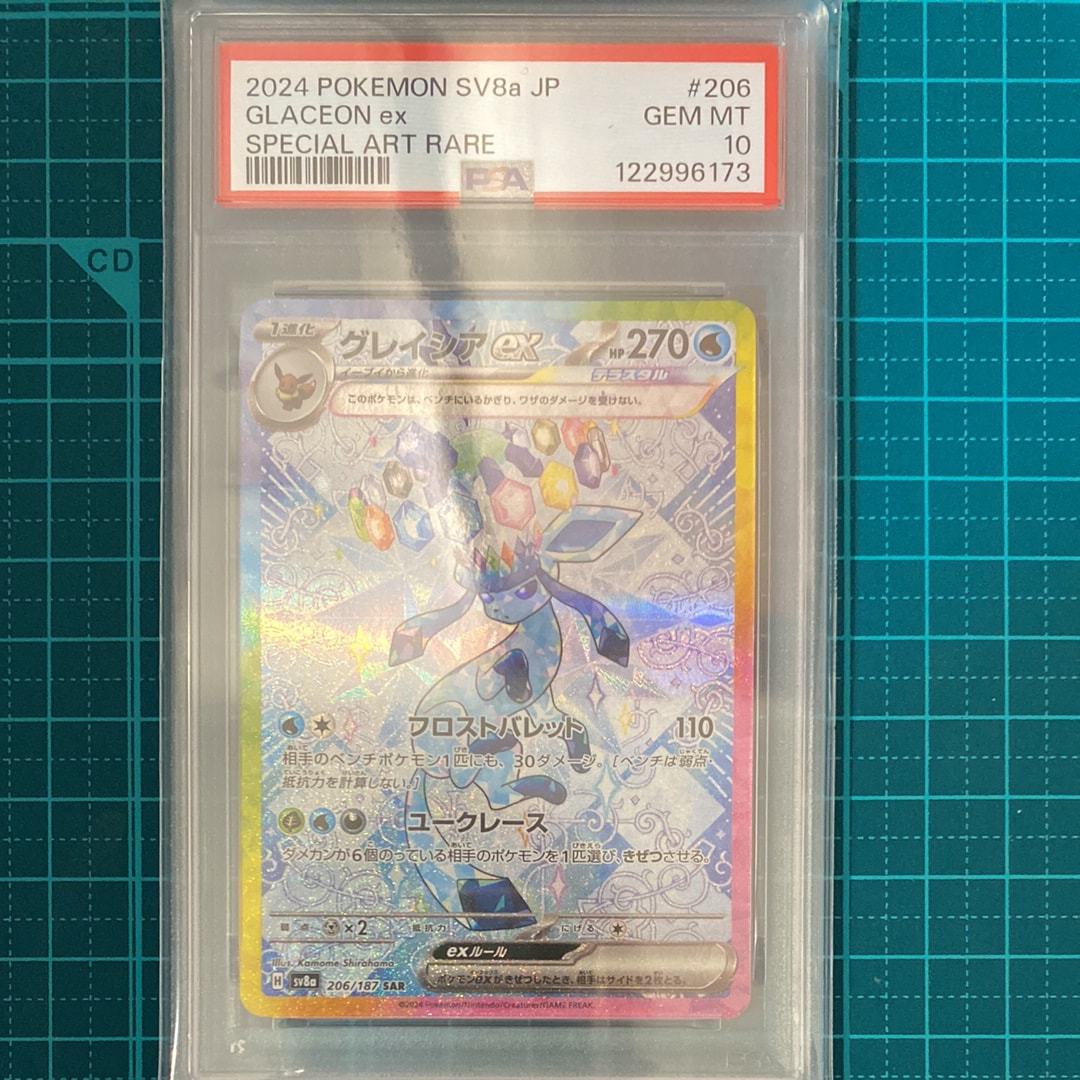 2024 POKEMON SV8a JP #206
GLACEON ex GEM MT
SPECIAL ART RARE 10
PSA 122996173
CD
1進化
グレイシアex HP270
イーブイから進化 テラスタル
このポケモンは、ベンチにいるかぎり、ワザのダメージを受けない。
フロストバレット 110
相手のベンチポケモン1匹にも、30ダメージ。[ベンチは弱点・
抵抗力を計算しない。]
ユークレース
ダメカンが6個のっている相手のポケモンを1匹選び、きぜつさせる。
弱点 ×2 抵抗力 にげる
exルール
Illus. Kamome Shirahama
ポケモンexがきぜつしたとき、相手はサイドを2枚とる。
H sv8a 206/187 SAR
©2024 Pokémon/Nintendo/Creatures/GAME FREAK.